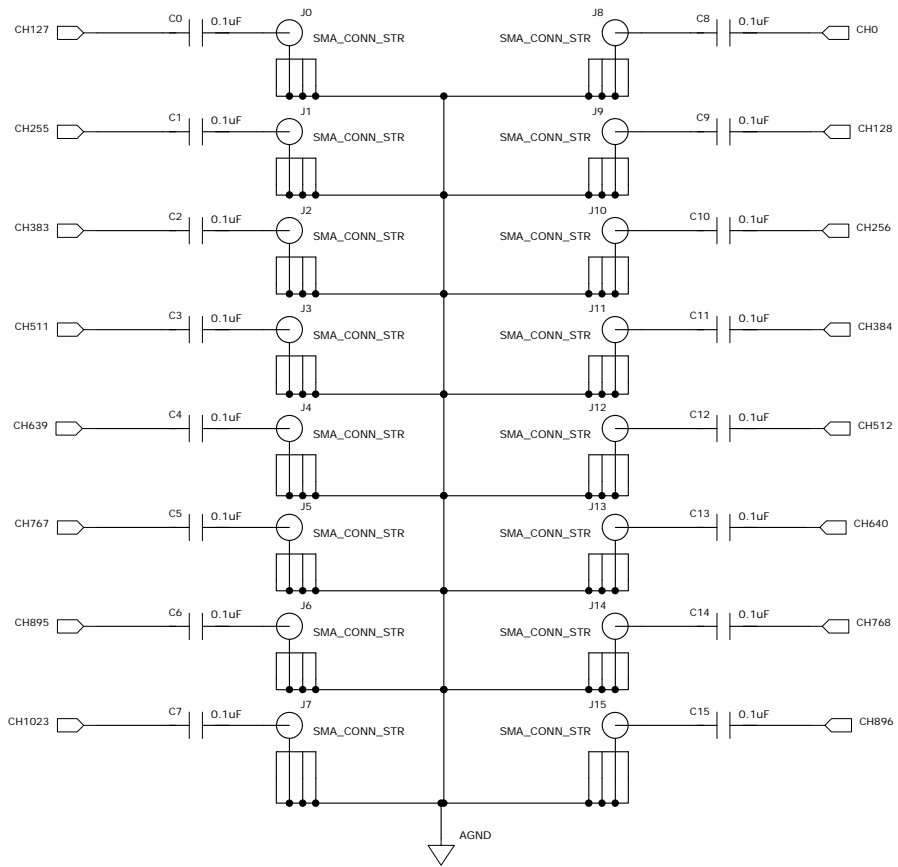 J0 J8
C0 0.1uF C8 0.1uF
CH127 SMA_CONN_STR SMA_CONN_STR CH0
J1 J9
C1 0.1uF C9 0.1uF
CH255 SMA_CONN_STR SMA_CONN_STR CH128
J2 J10
C2 0.1uF C10 0.1uF
CH383 SMA_CONN_STR SMA_CONN_STR CH256
J3 J11
C3 0.1uF C11 0.1uF
CH511 SMA_CONN_STR SMA_CONN_STR CH384
J4 J12
C4 0.1uF C12 0.1uF
CH639 SMA_CONN_STR SMA_CONN_STR CH512
J5 J13
C5 0.1uF C13 0.1uF
CH767 SMA_CONN_STR SMA_CONN_STR CH640
J6 J14
C6 0.1uF C14 0.1uF
CH895 SMA_CONN_STR SMA_CONN_STR CH768
J7 J15
C7 0.1uF C15 0.1uF
CH1023 SMA_CONN_STR SMA_CONN_STR CH896
AGND